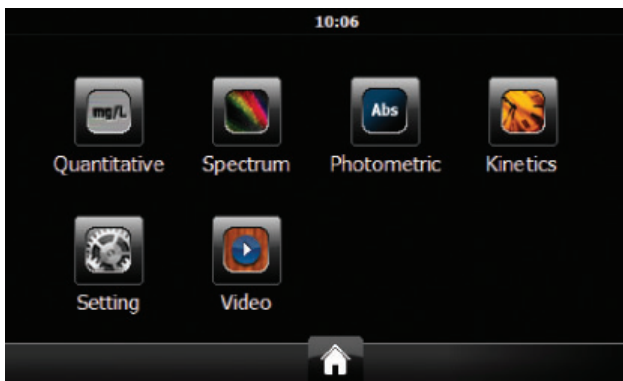 10:06
mg/L
Abs
Quantitative Spectrum Photometric Kinetics
Setting Video